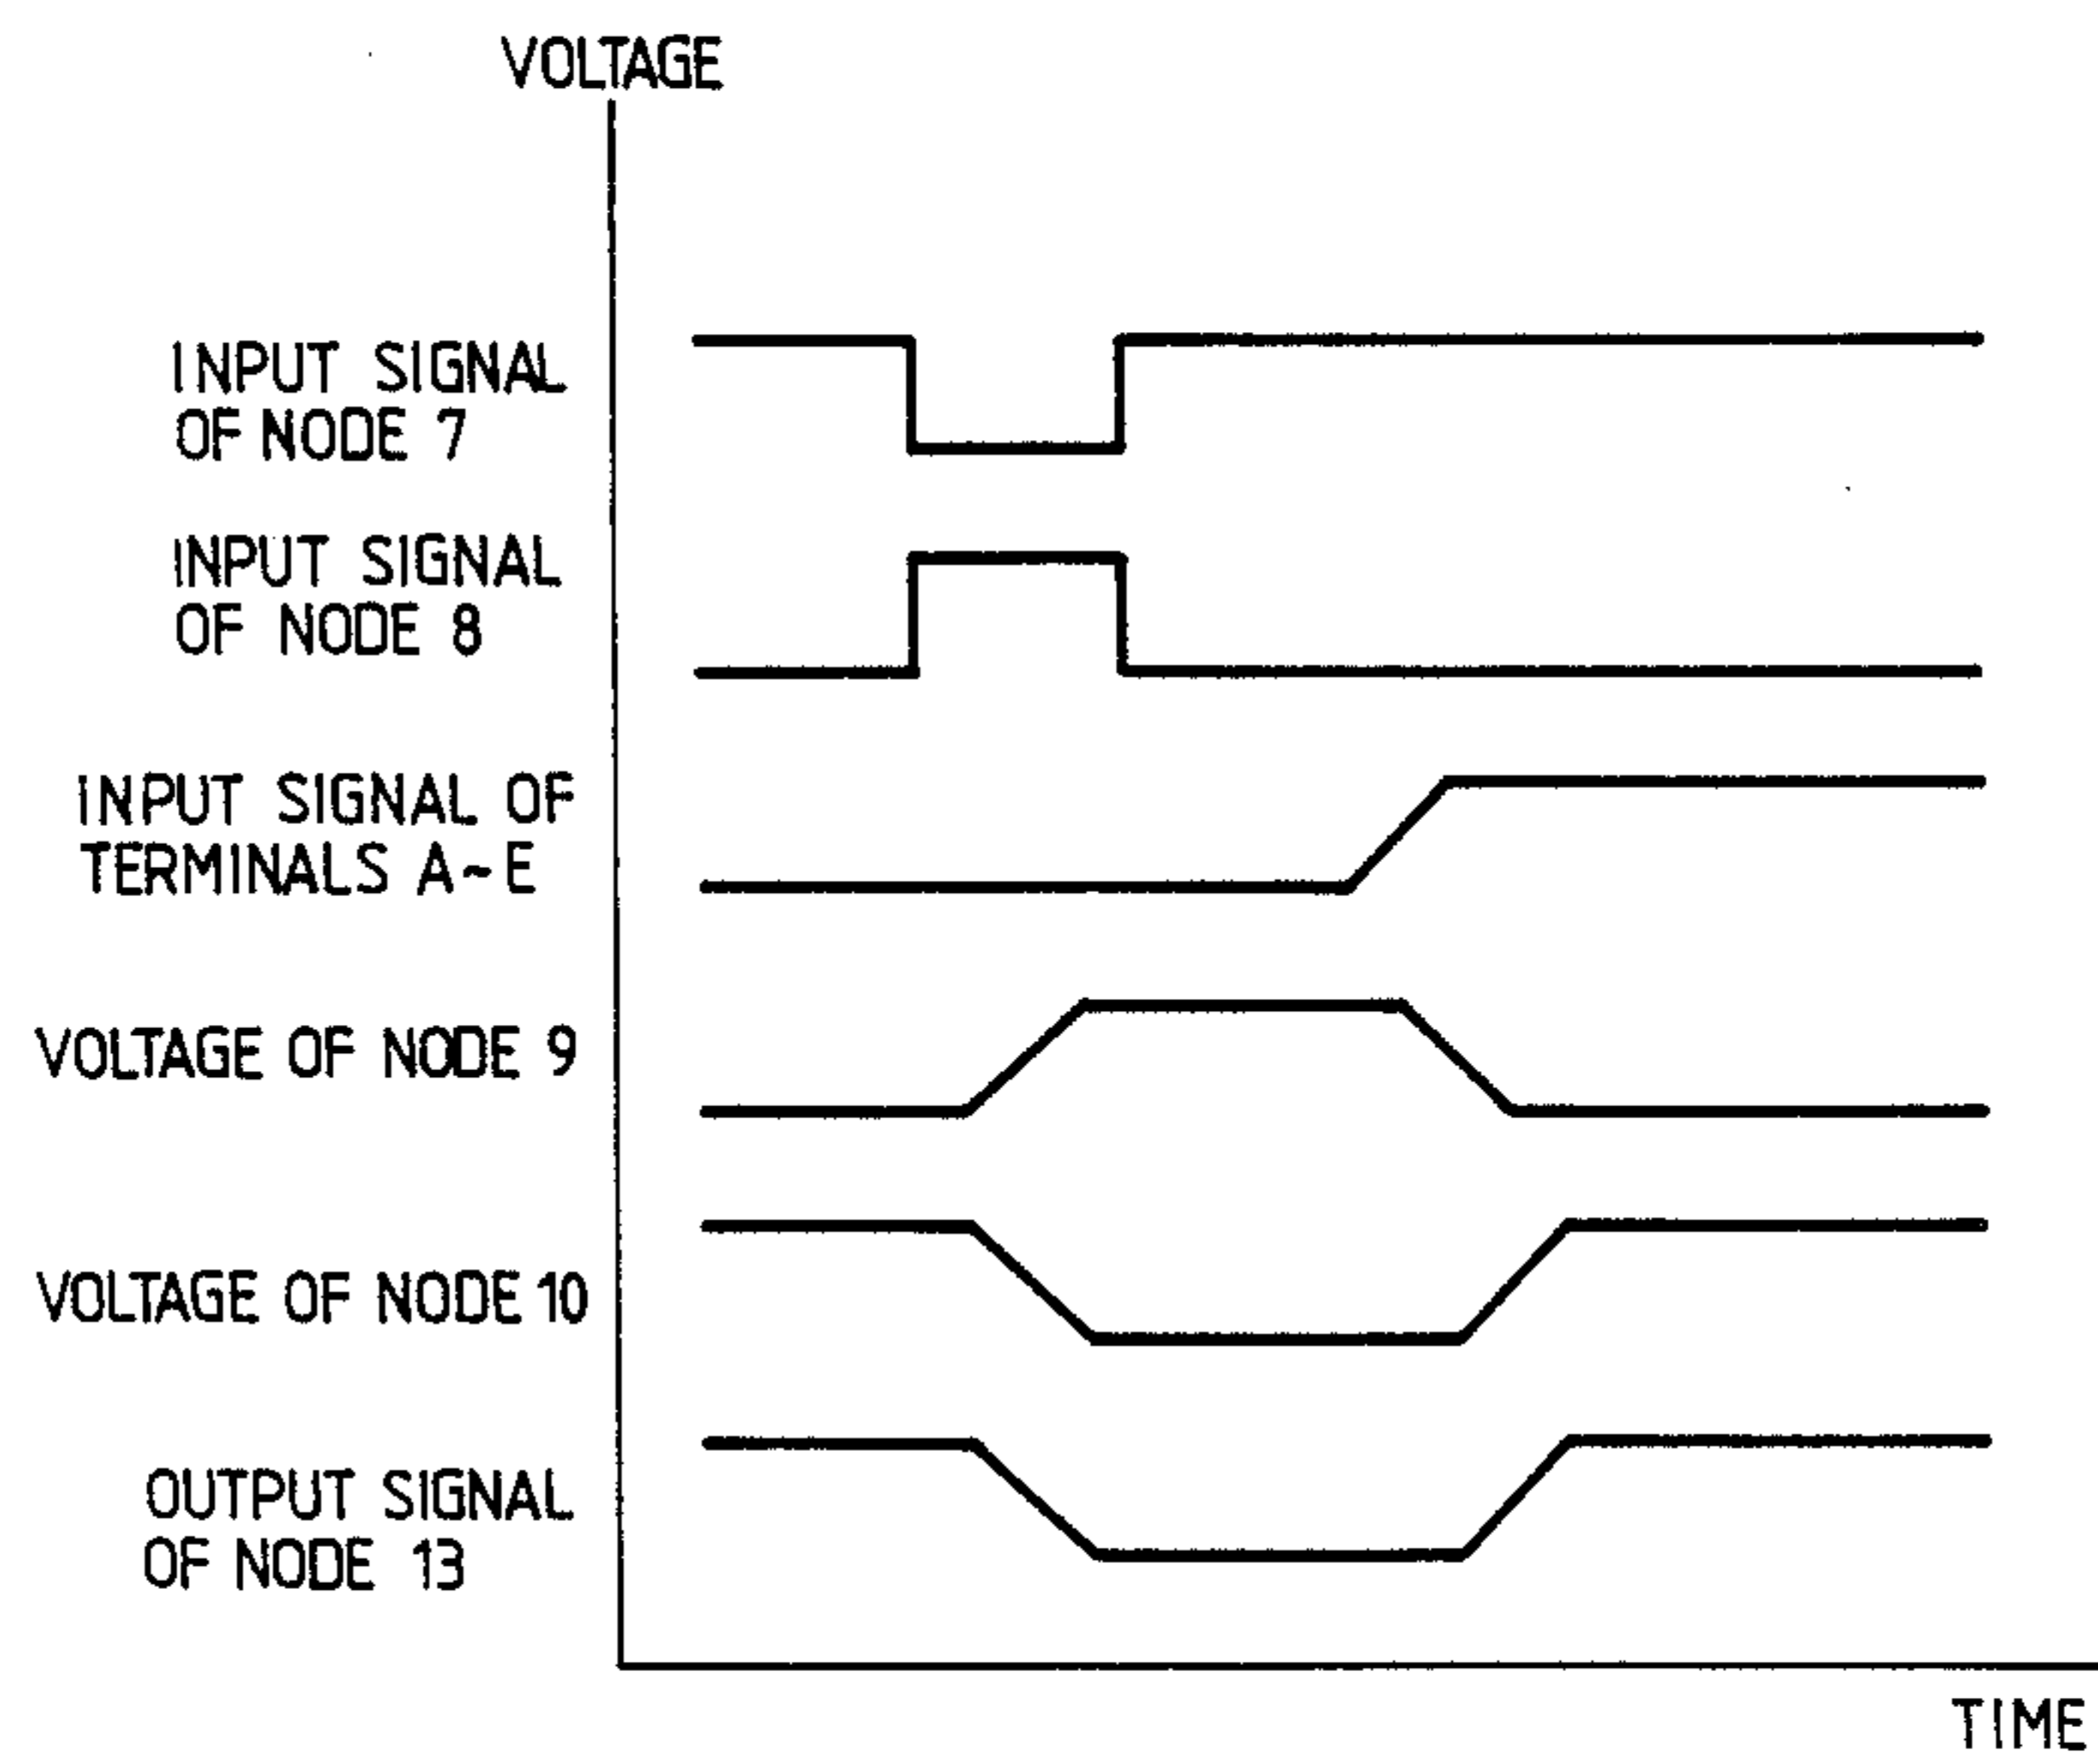 VOLTAGE
INPUT SIGNAL
OF NODE 7
INPUT SIGNAL
OF NODE 8
INPUT SIGNAL OF
TERMINALS A~E
VOLTAGE OF NODE 9
VOLTAGE OF NODE 10
OUTPUT SIGNAL
OF NODE 13
TIME